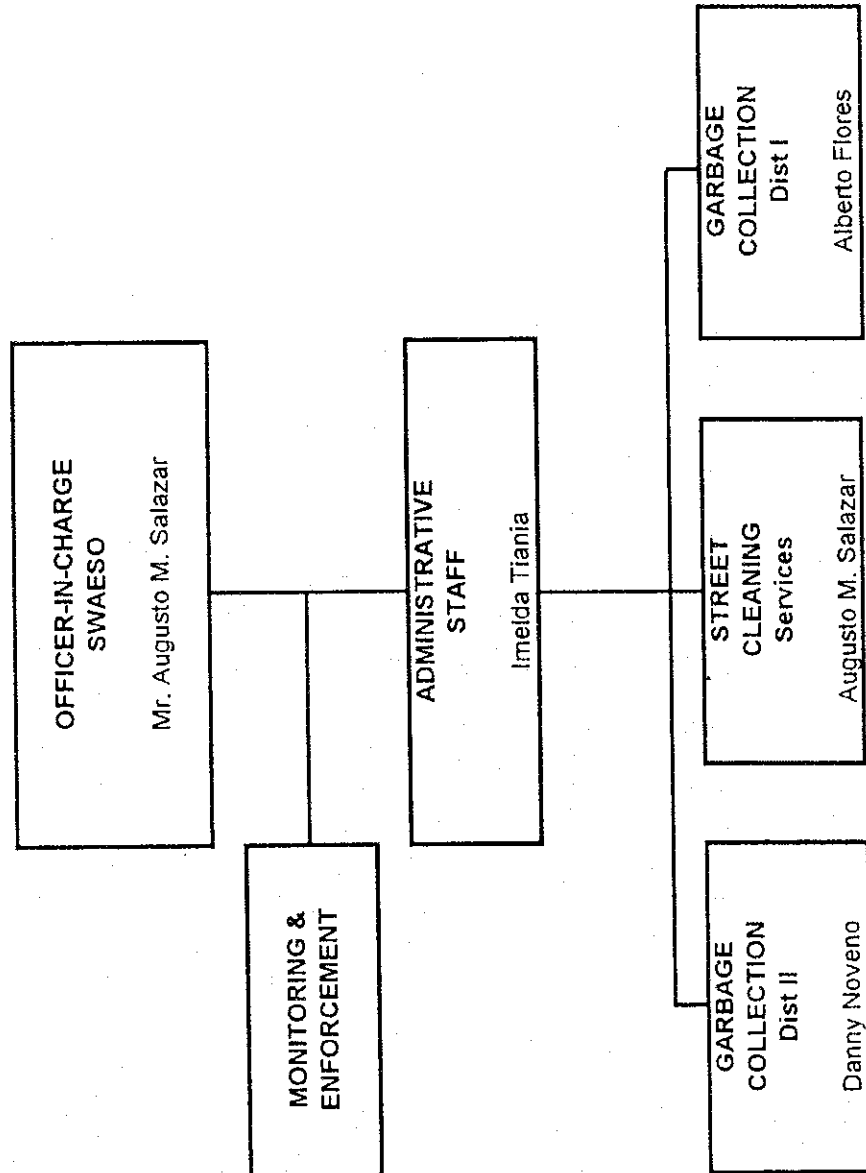 OFFICER-IN-CHARGE
SWAESO
Mr. Augusto M. Salazar
MONITORING &
ENFORCEMENT
ADMINISTRATIVE
STAFF
Imelda Tiania
GARBAGE
COLLECTION
Dist II
Danny Noveno
STREET
CLEANING
Services
Augusto M. Salazar
GARBAGE
COLLECTION
Dist I
Alberto Flores